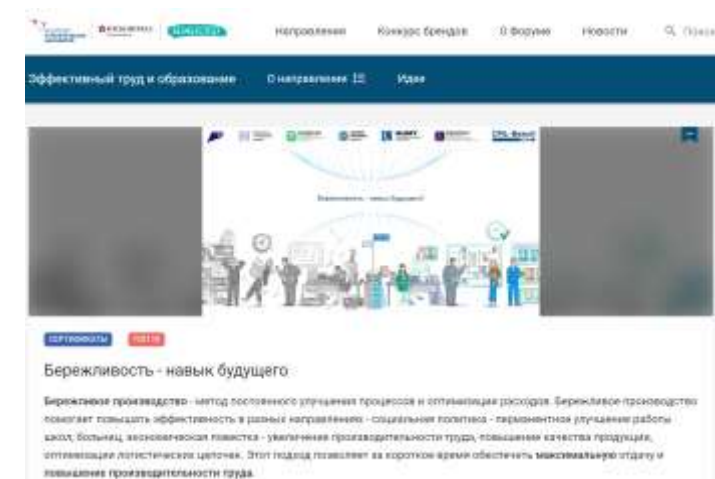 Направления Конкурс брендов О Форуме Новости Поиск
Эффективный труд и образование О направлении Идеи
Бережливость - навык будущего!
СЕРТИФИКАТЫ
Бережливость - навык будущего
Бережливое производство - метод постоянного улучшения процессов и оптимизации расходов. Бережливое производство
помогает повышать эффективность в разных направлениях - социальная политика - перманентное улучшение работы
школ, больниц, экономическая повестка - увеличение производительности труда, повышение качества продукции,
оптимизации логистических цепочек. Этот подход позволяет за короткое время обеспечить максимальную отдачу и
повышение производительности труда.